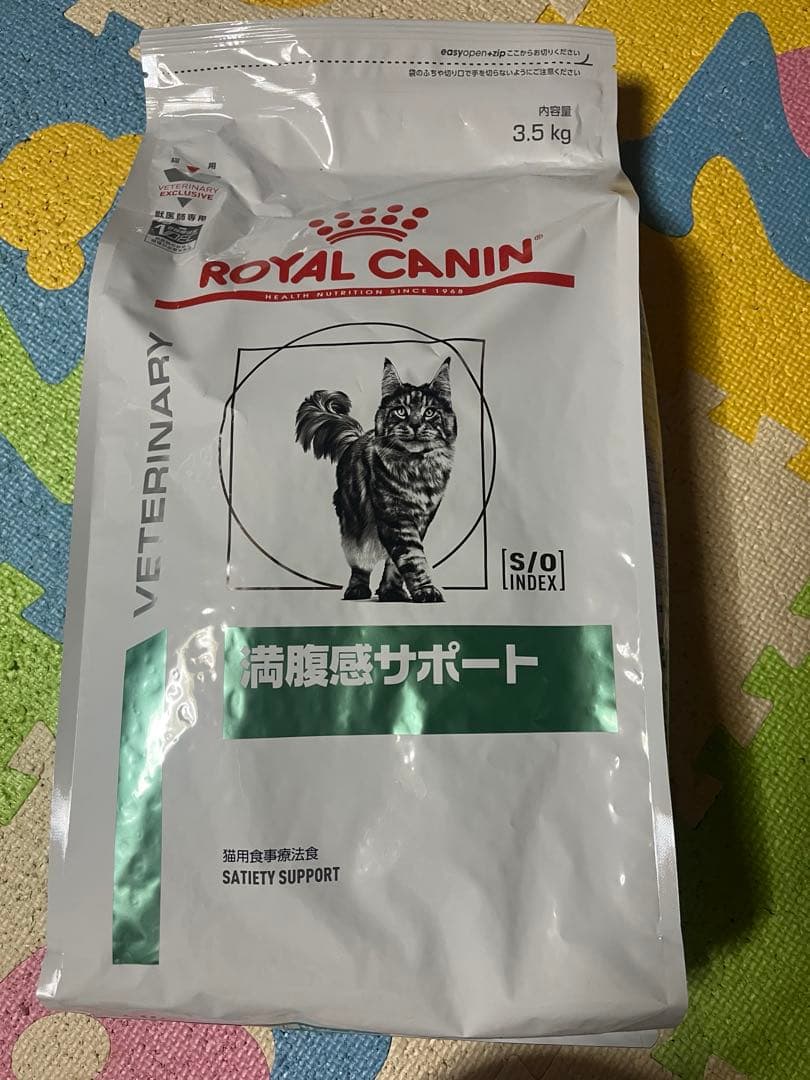 easyopen+zip ここからお切りください
袋のふちや切り口で手を切らないようにご注意ください
内容量
3.5 kg
猫 用
VETERINARY
EXCLUSIVE
獣医師専用
ROYAL CANIN®
HEALTH NUTRITION SINCE 1968
VETERINARY
S/O
INDEX
満腹感サポート
猫用食事療法食
SATIETY SUPPORT